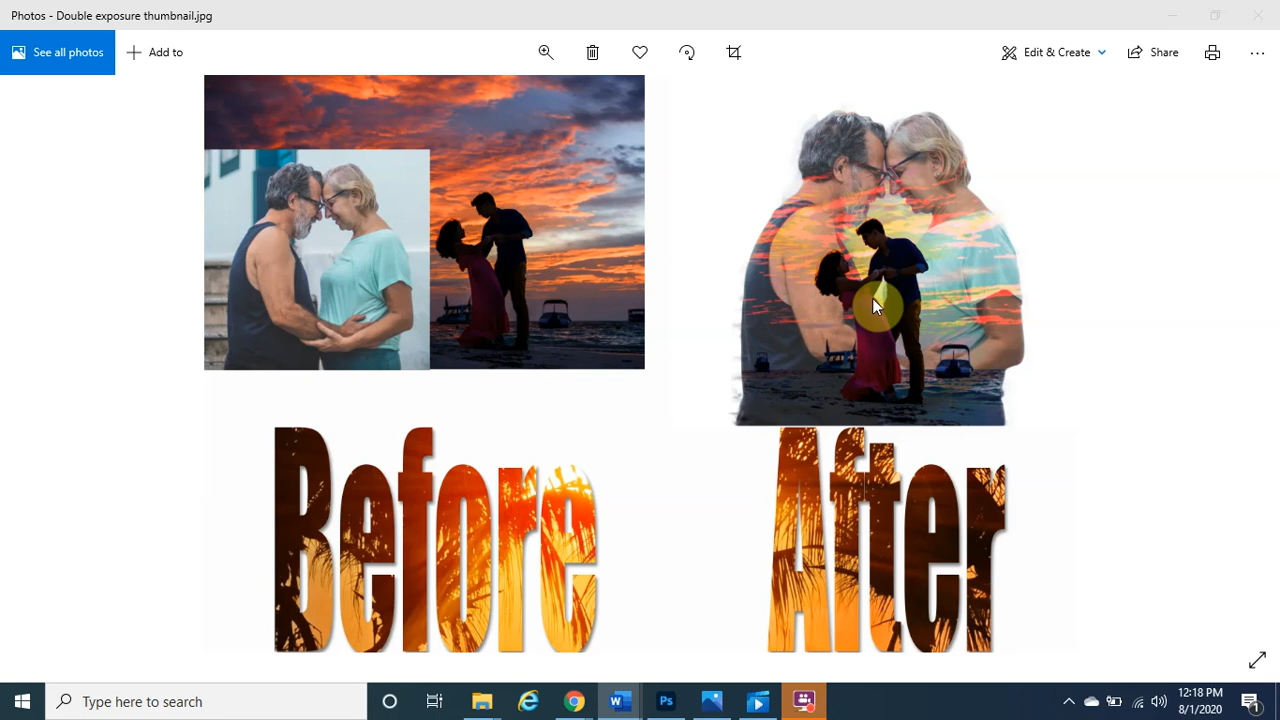 Photos - Double exposure thumbnail.jpg
See all photos
Add to
Edit & Create
Share
Before
After
Type here to search
12:18 PM
8/1/2020